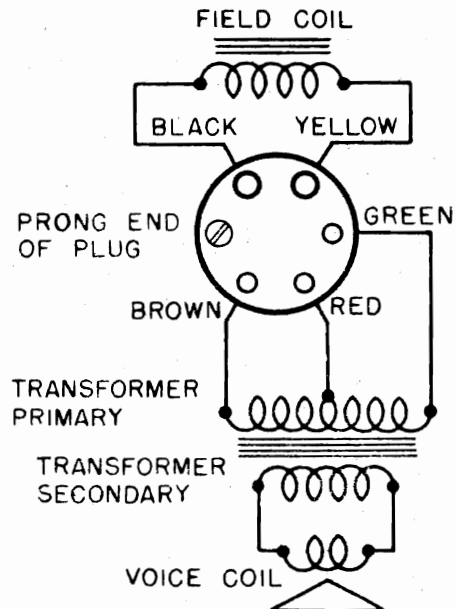 FIELD COIL
BLACK
YELLOW
PRONG END
OF PLUG
GREEN
BROWN
RED
TRANSFORMER
PRIMARY
TRANSFORMER
SECONDARY
VOICE COIL